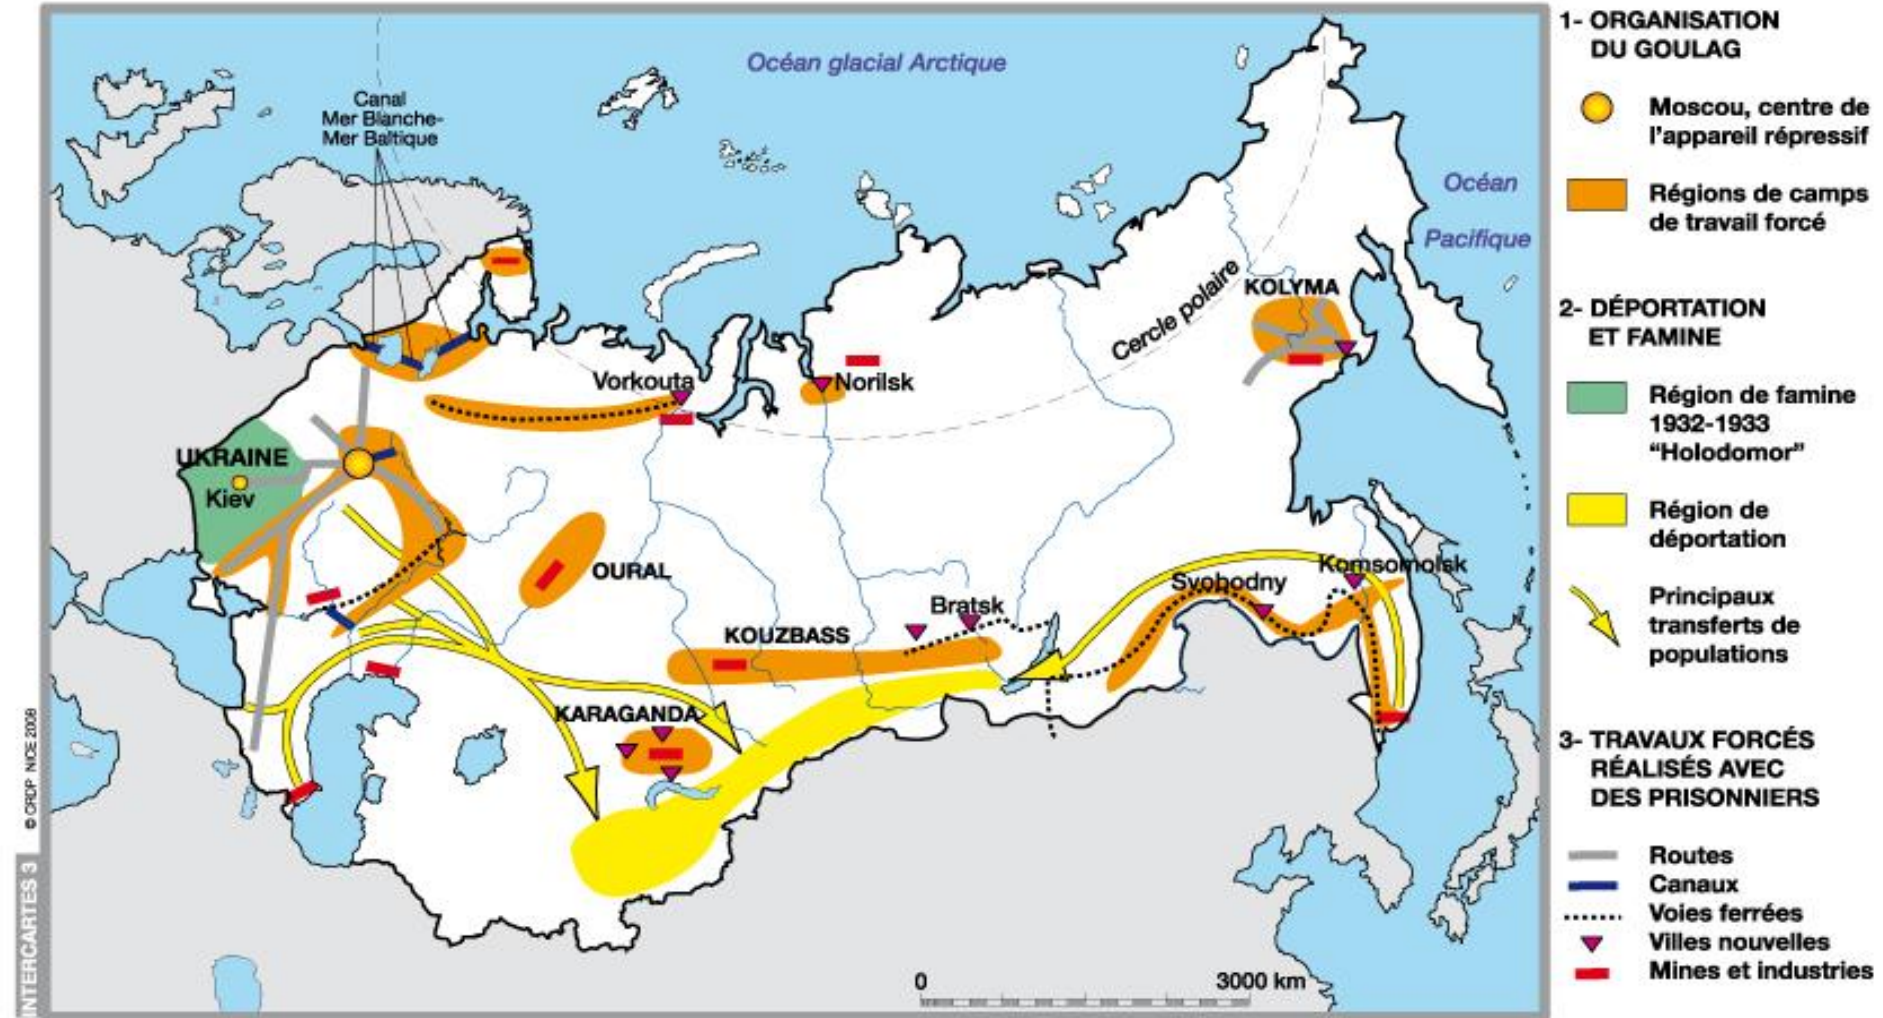 Océan glacial Arctique
Canal
Mer Blanche-
Mer Baltique
Océan
Pacifique
Cercle polaire
KOLYMA
Vorkouta
Norilsk
UKRAINE
Kiev
OURAL
Bratsk
KOUZBASS
Svobodny
Komsomolsk
KARAGANDA
0 3000 km
© CRDP NICE 2008
INTERCARTES 3
1- ORGANISATION
DU GOULAG
Moscou, centre de
l'appareil répressif
Régions de camps
de travail forcé
2- DÉPORTATION
ET FAMINE
Région de famine
1932-1933
“Holodomor”
Région de
déportation
Principaux
transferts de
populations
3- TRAVAUX FORCÉS
RÉALISÉS AVEC
DES PRISONNIERS
Routes
Canaux
Voies ferrées
Villes nouvelles
Mines et industries